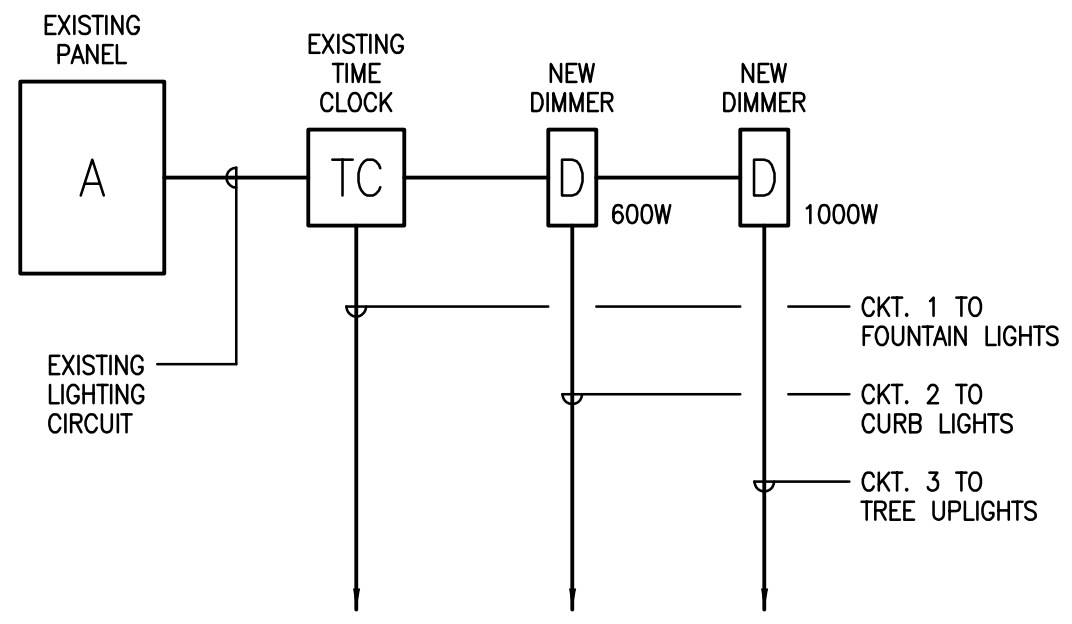 EXISTING
PANEL
A
EXISTING
TIME
CLOCK
TC
NEW
DIMMER
D
600W
NEW
DIMMER
D
1000W
EXISTING
LIGHTING
CIRCUIT
CKT. 1 TO
FOUNTAIN LIGHTS
CKT. 2 TO
CURB LIGHTS
CKT. 3 TO
TREE UPLIGHTS